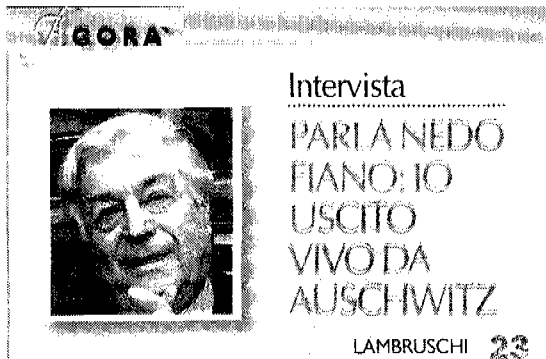 AGORA`
Intervista
PARLA NEDO
FIANO: IO
USCITO
VIVO DA
AUSCHWITZ
LAMBRUSCHI 23